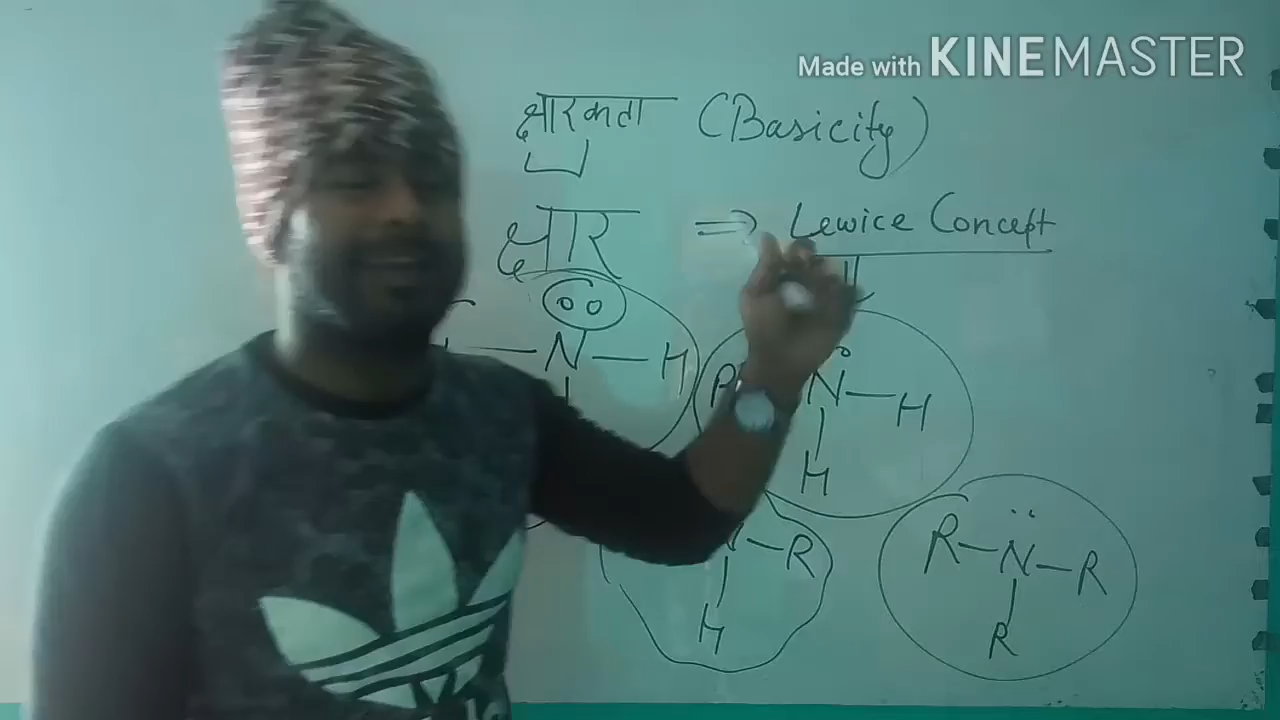 Made with KINEMASTER
क्षारकता (Basicity)
क्षार ⇒ Lewice Concept
N — H
N — H
H
N — R
H
R — N — R
R